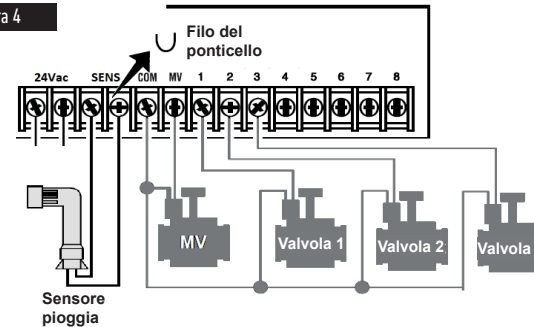 a 4
Filo del
ponticello
24Vac SENS COM MV 1 2 3 4 5 6 7 8
MV
Valvola 1
Valvola 2
Valvola
Sensore
pioggia